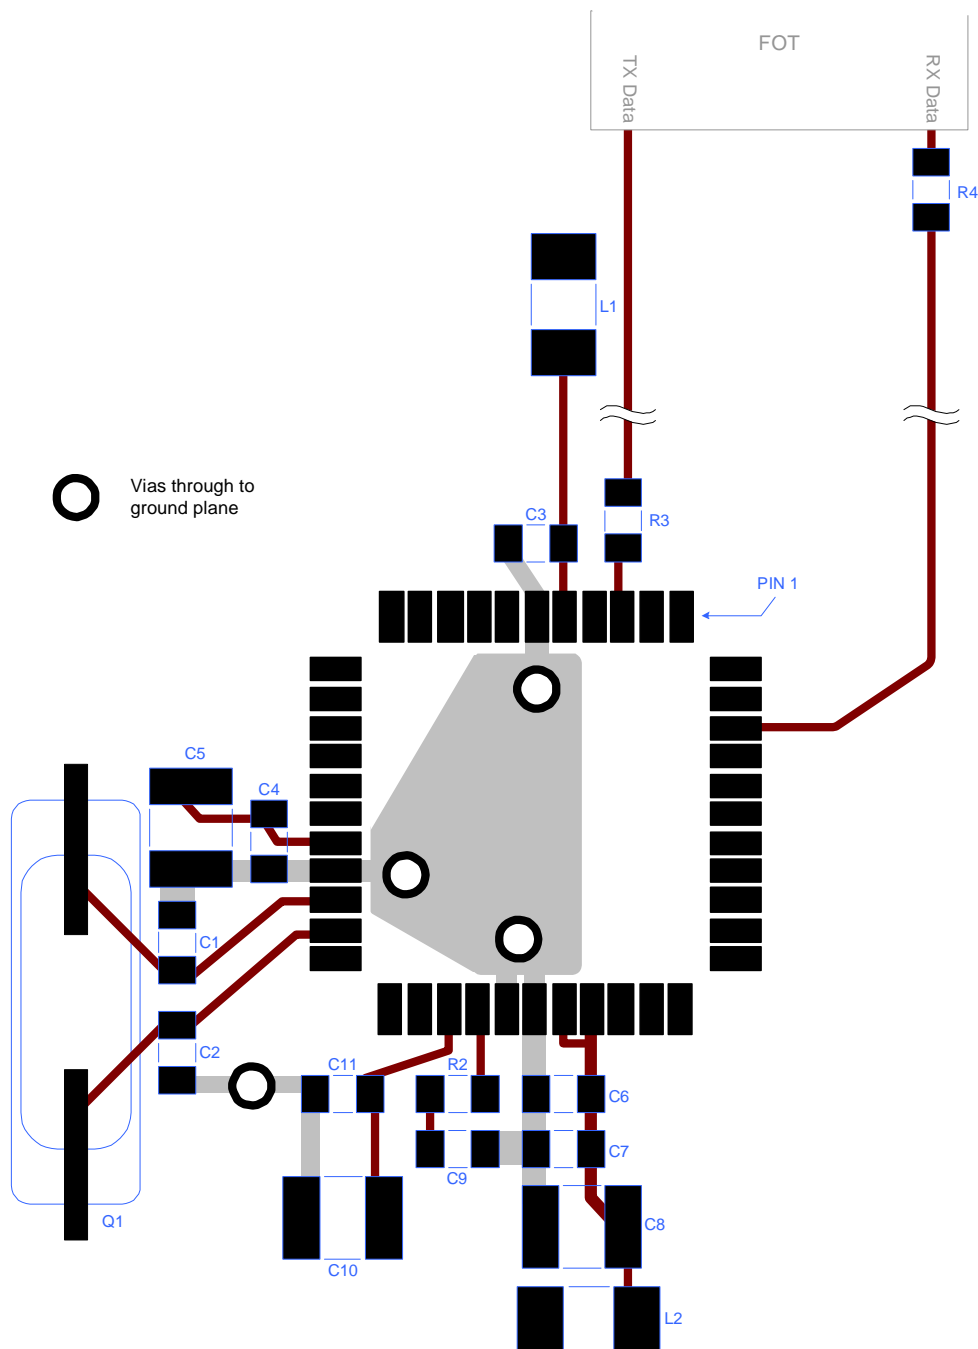 FOT
TX Data
RX Data
R4
L1
Vias through to
ground plane
C3
R3
PIN 1
C5
C4
C1
C2
C11
R2
C6
C7
C9
Q1
C8
C10
L2